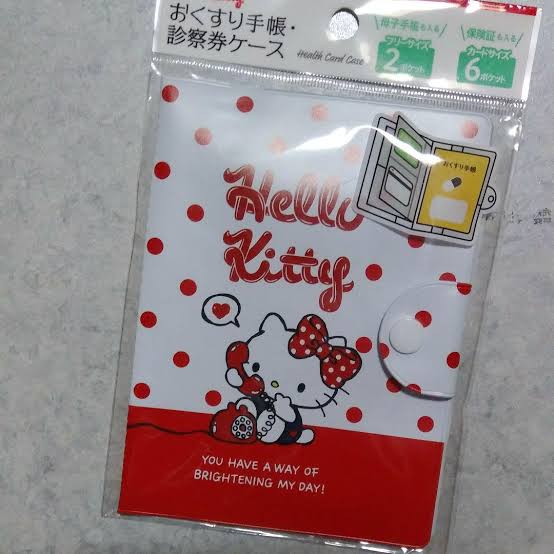 おくすり手帳・
診察券ケース
Health Card Case
母子手帳も入る
フリーサイズ
2
ポケット
保険証も入る
カードサイズ
6
ポケット
おくすり手帳
Hello
Kitty
YOU HAVE A WAY OF
BRIGHTENING MY DAY!